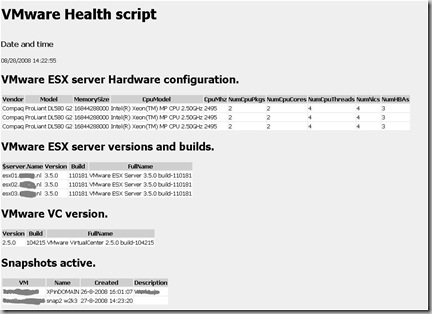 VMware Health script
Date and time
08/28/2008 14:22:55
VMware ESX server Hardware configuration.
Vendor Model MemorySize CpuModel CpuMhz NumCpuPkgs NumCpuCores NumCpuThreads NumNics NumHBAs
Compaq ProLiant DL580 G2 16844288000 Intel(R) Xeon(TM) MP CPU 2.50GHz 2495 2 2 4 4 3
Compaq ProLiant DL580 G2 16844288000 Intel(R) Xeon(TM) MP CPU 2.50GHz 2495 2 2 4 4 3
Compaq ProLiant DL580 G2 16844288000 Intel(R) Xeon(TM) MP CPU 2.50GHz 2495 2 2 4 4 3
VMware ESX server versions and builds.
$server.Name Version Build FullName
esx01. .nl 3.5.0 110181 VMware ESX Server 3.5.0 build-110181
esx02. .nl 3.5.0 110181 VMware ESX Server 3.5.0 build-110181
esx03. .nl 3.5.0 110181 VMware ESX Server 3.5.0 build-110181
VMware VC version.
Version Build FullName
2.5.0 104215 VMware VirtualCenter 2.5.0 build-104215
Snapshots active.
VM Name Created Description
XPinDOMAIN 26-8-2008 16:01:07
snap2 w2k3 27-8-2008 14:23:20